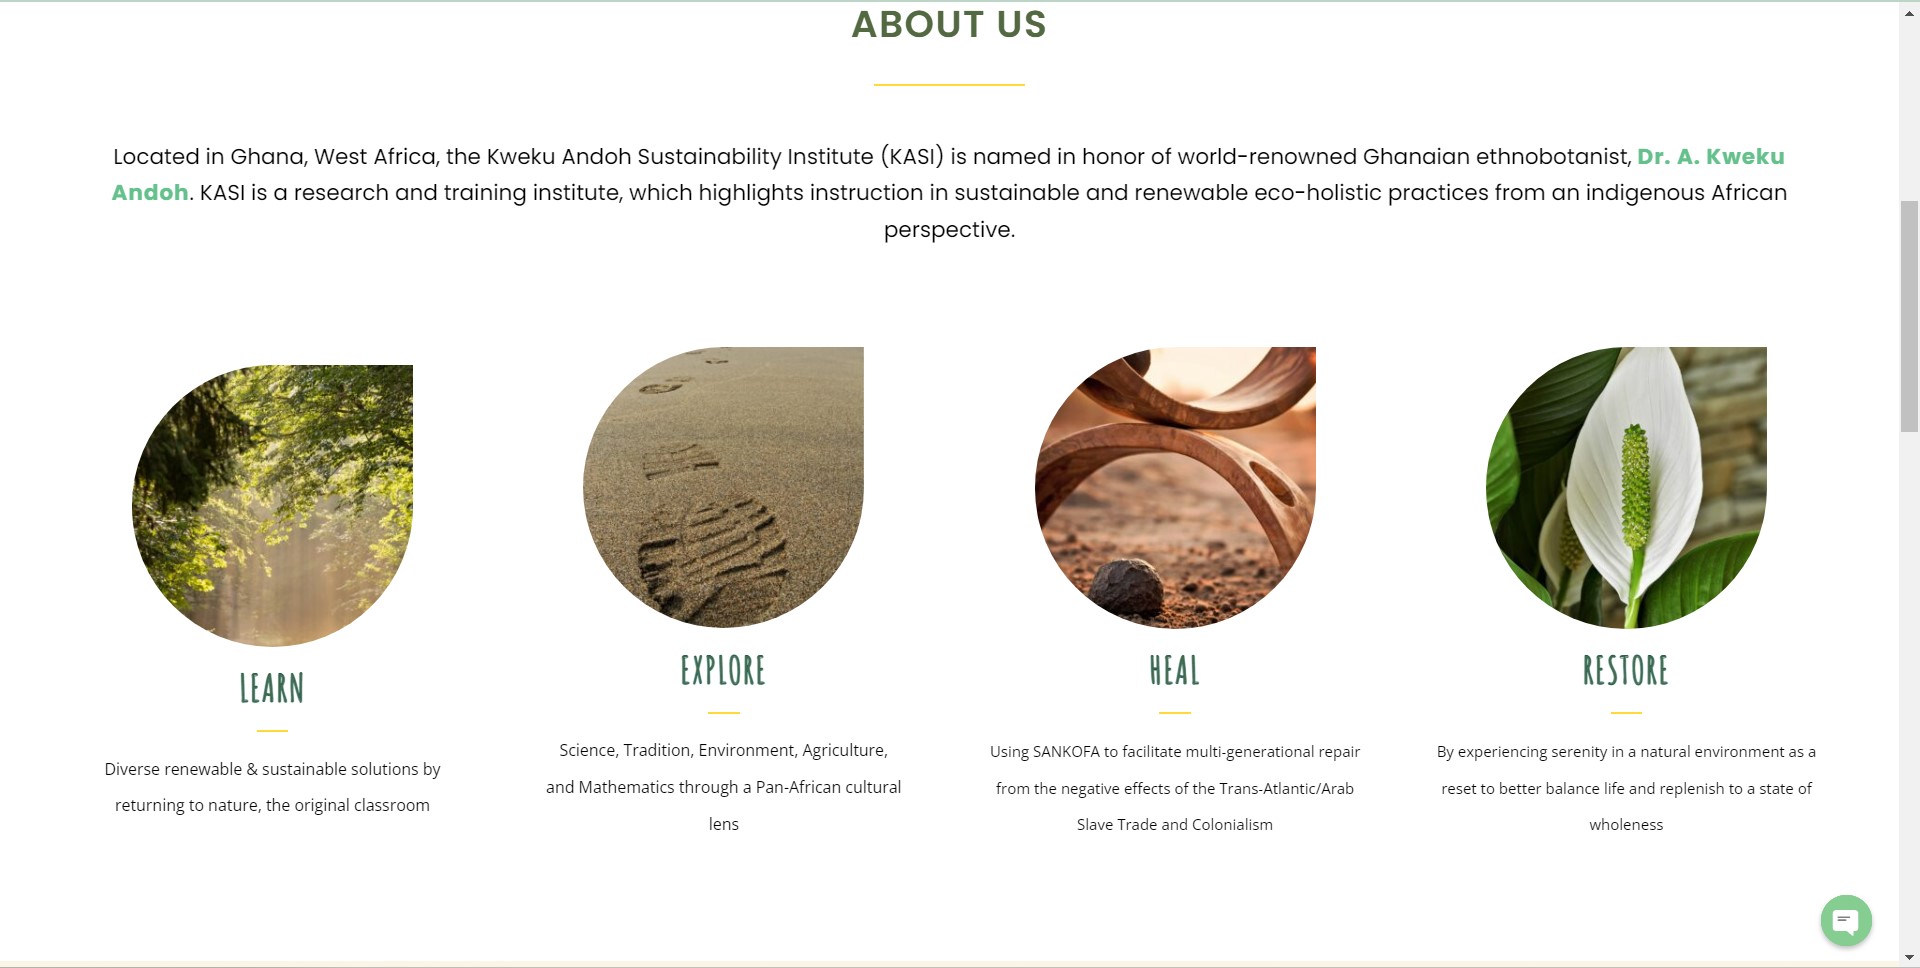 ABOUT US
Located in Ghana, West Africa, the Kweku Andoh Sustainability Institute (KASI) is named in honor of world-renowned Ghanaian ethnobotanist, Dr. A. Kweku
Andoh. KASI is a research and training institute, which highlights instruction in sustainable and renewable eco-holistic practices from an indigenous African
perspective.
LEARN
Diverse renewable & sustainable solutions by
returning to nature, the original classroom
EXPLORE
Science, Tradition, Environment, Agriculture,
and Mathematics through a Pan-African cultural
lens
HEAL
Using SANKOFA to facilitate multi-generational repair
from the negative effects of the Trans-Atlantic/Arab
Slave Trade and Colonialism
RESTORE
By experiencing serenity in a natural environment as a
reset to better balance life and replenish to a state of
wholeness